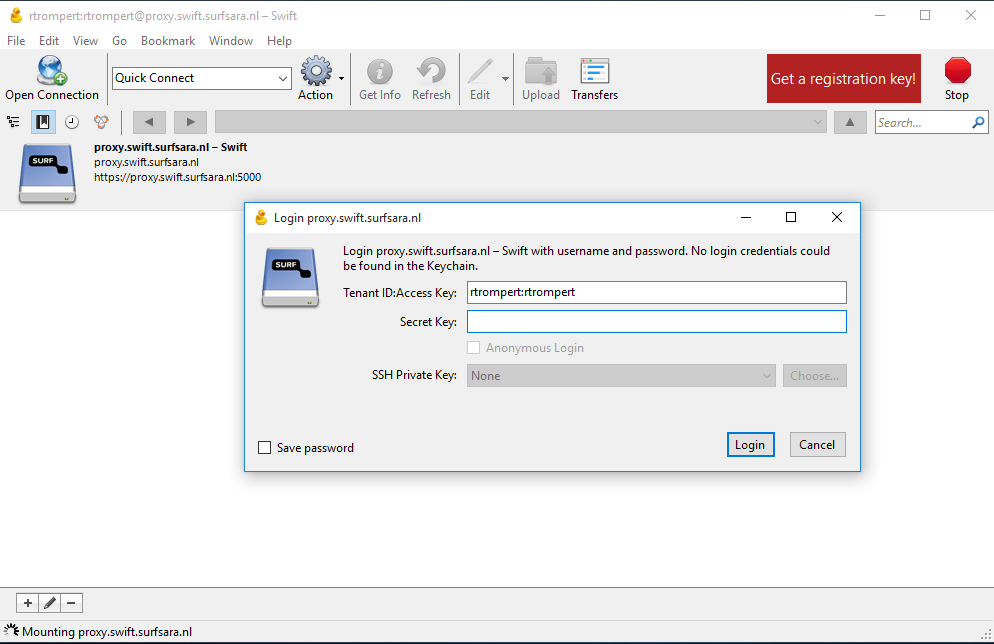 rtrompert:rtrompert@proxy.swift.surfsara.nl – Swift
File Edit View Go Bookmark Window Help
Open Connection
Quick Connect
Action
Get Info
Refresh
Edit
Upload
Transfers
Get a registration key!
Stop
Search...
SURF
proxy.swift.surfsara.nl – Swift
proxy.swift.surfsara.nl
https://proxy.swift.surfsara.nl:5000
Login proxy.swift.surfsara.nl
SURF
Login proxy.swift.surfsara.nl – Swift with username and password. No login credentials could
be found in the Keychain.
Tenant ID:Access Key: rtrompert:rtrompert
Secret Key:
Anonymous Login
SSH Private Key: None Choose...
Save password
Login
Cancel
Mounting proxy.swift.surfsara.nl